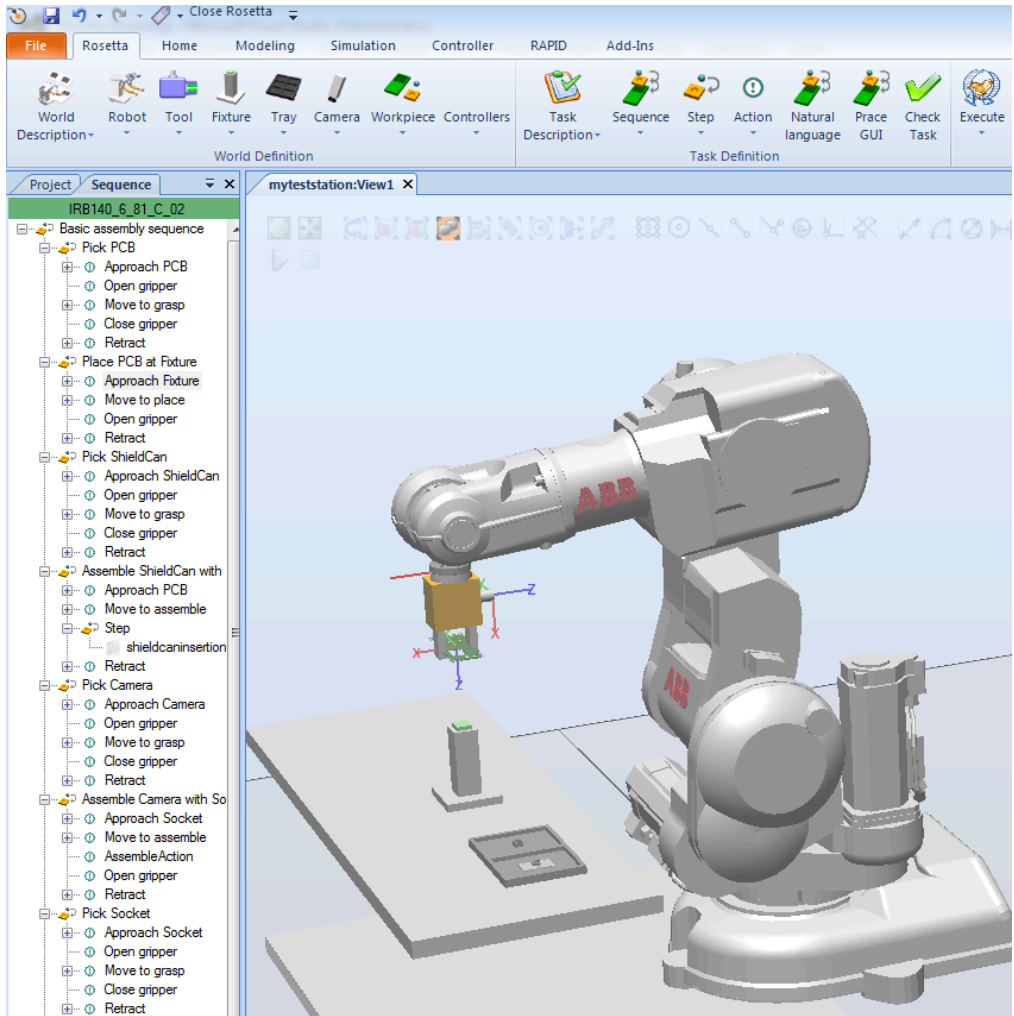 Close Rosetta
File Rosetta Home Modeling Simulation Controller RAPID Add-Ins
World Description Robot Tool Fixture Tray Camera Workpiece Controllers Task Description Sequence Step Action Natural language Prace GUI Check Task Execute
World Definition Task Definition
Project Sequence myteststation:View1
IRB140_6_81_C_02
Basic assembly sequence
Pick PCB
Approach PCB
Open gripper
Move to grasp
Close gripper
Retract
Place PCB at Fixture
Approach Fixture
Move to place
Open gripper
Retract
Pick ShieldCan
Approach ShieldCan
Open gripper
Move to grasp
Close gripper
Retract
Assemble ShieldCan with
Approach PCB
Move to assemble
Step
shieldcaninsertion
Retract
Pick Camera
Approach Camera
Open gripper
Move to grasp
Close gripper
Retract
Assemble Camera with So
Approach Socket
Move to assemble
AssembleAction
Open gripper
Retract
Pick Socket
Approach Socket
Open gripper
Move to grasp
Close gripper
Retract
ABB
X
Z
X
X
Z
ABB